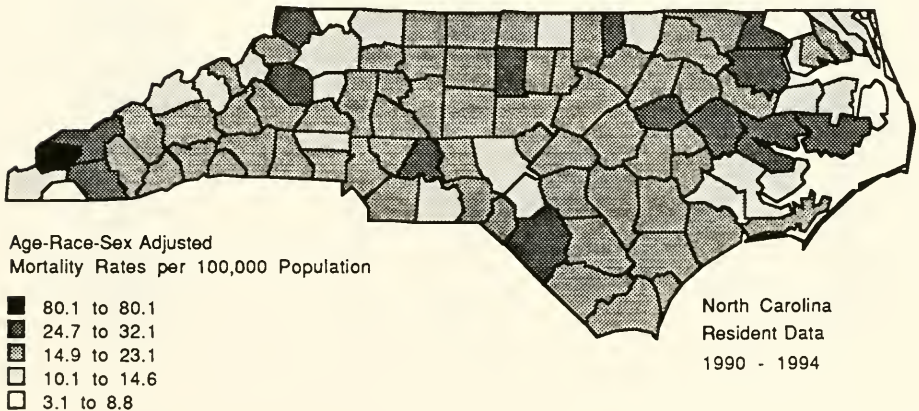 Age-Race-Sex Adjusted
Mortality Rates per 100,000 Population
80.1 to 80.1
24.7 to 32.1
14.9 to 23.1
10.1 to 14.6
3.1 to 8.8
North Carolina
Resident Data
1990 - 1994